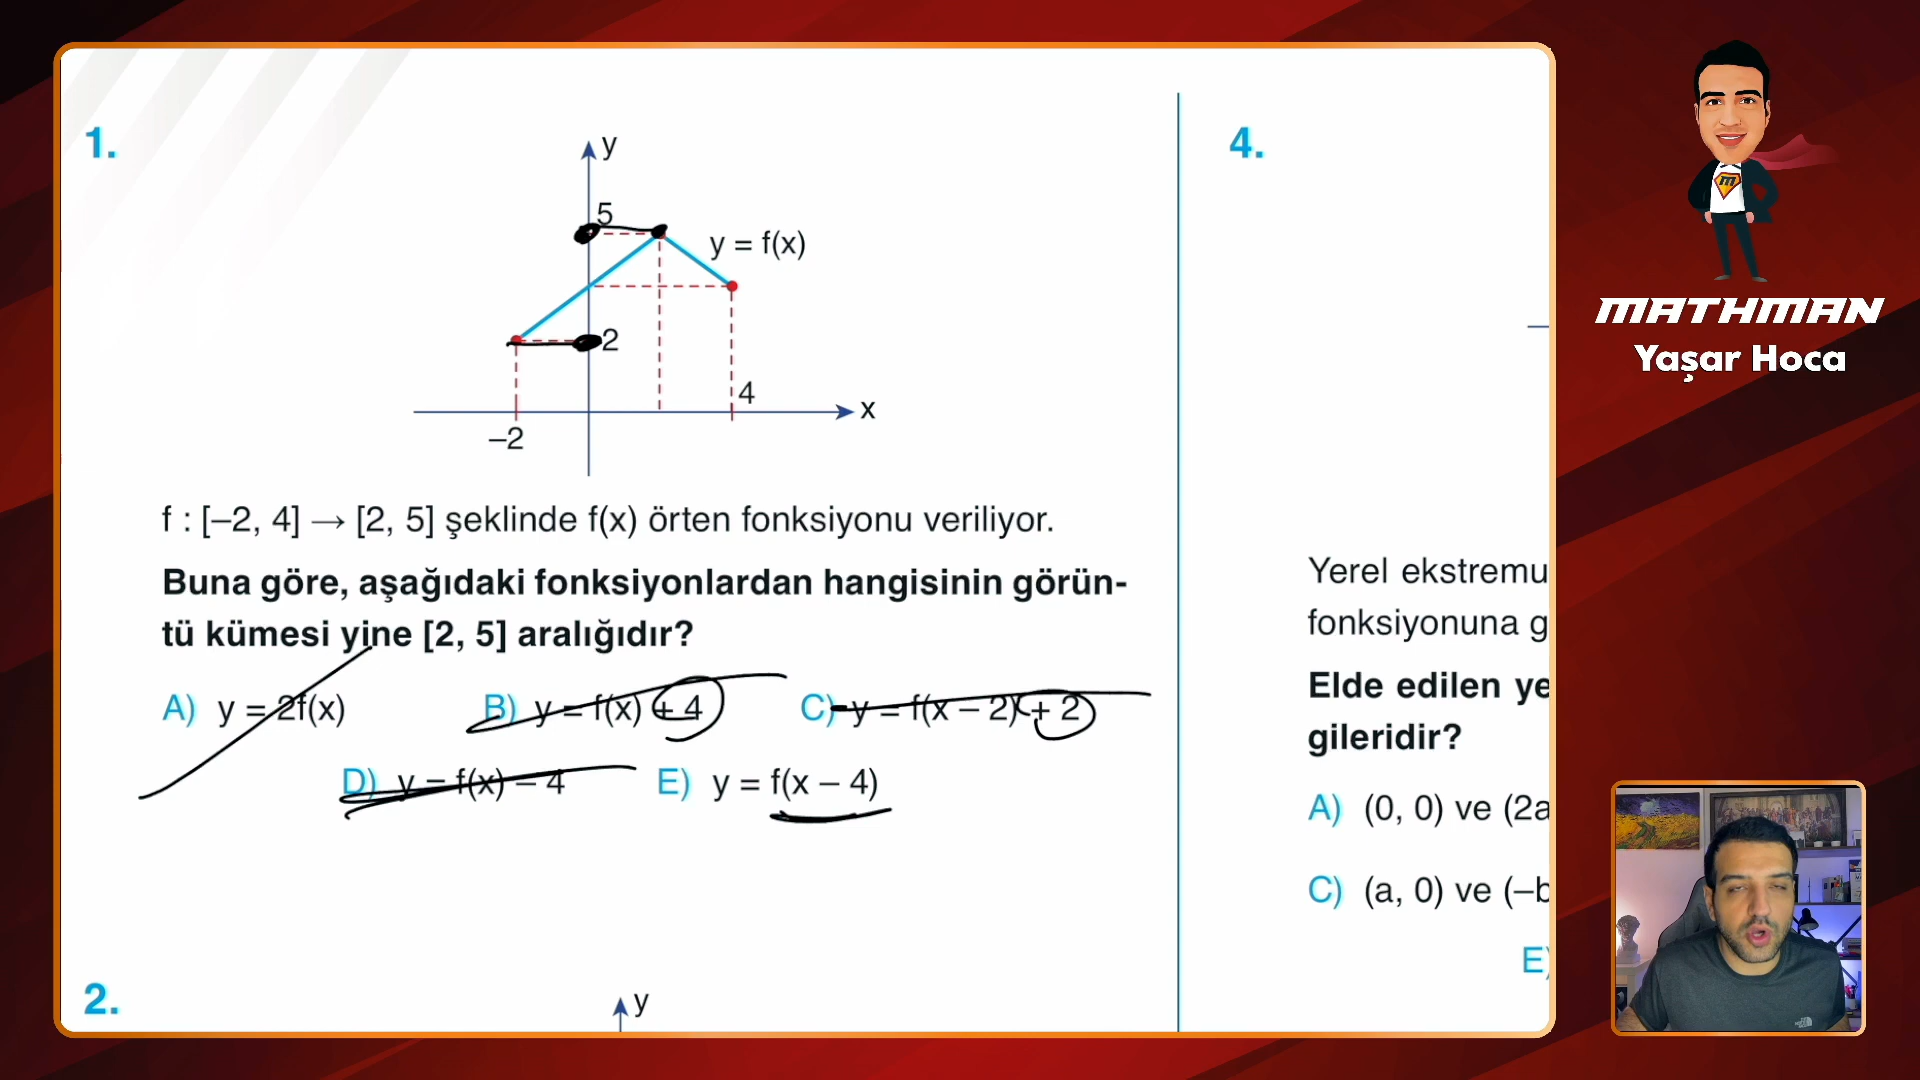 1.
y
5
y = f(x)
2
4
x
–2
f : [–2, 4] → [2, 5] şeklinde f(x) örten fonksiyonu veriliyor.
Buna göre, aşağıdaki fonksiyonlardan hangisinin görün-
tü kümesi yine [2, 5] aralığıdır?
A) y = 2f(x) B) y = f(x) + 4 C) y = f(x – 2) + 2
D) y = f(x) – 4 E) y = f(x – 4)
2.
y
4.
Yerel ekstremu
fonksiyonuna g
Elde edilen ye
gileridir?
A) (0, 0) ve (2a
C) (a, 0) ve (–b
E)
m
MATHMAN
Yaşar Hoca